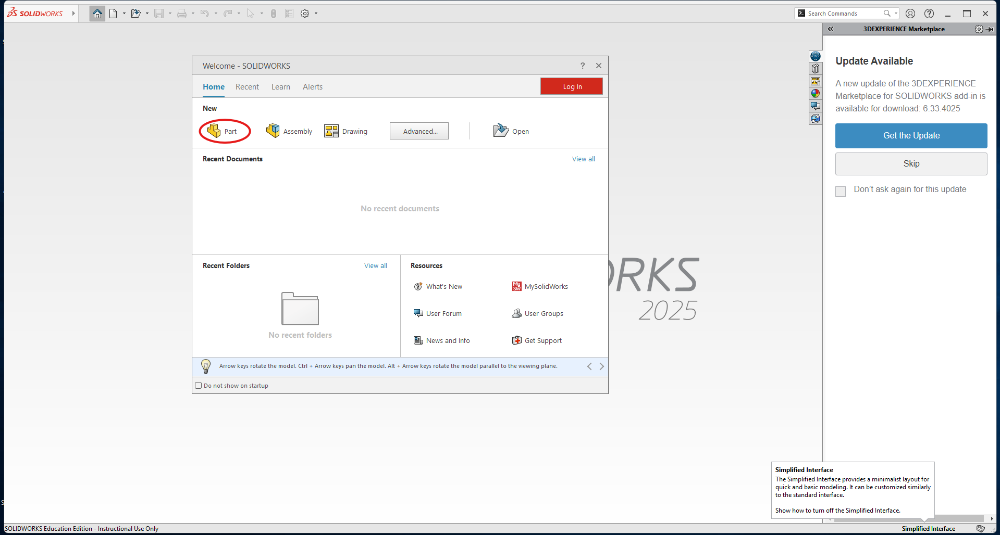 SOLIDWORKS
Search Commands
3DEXPERIENCE Marketplace
Welcome - SOLIDWORKS
Home
Recent
Learn
Alerts
Log In
New
Part
Assembly
Drawing
Advanced...
Open
Recent Documents
View all
No recent documents
Recent Folders
View all
No recent folders
Resources
What's New
MySolidWorks
User Forum
User Groups
News and Info
Get Support
Arrow keys rotate the model. Ctrl + Arrow keys pan the model. Alt + Arrow keys rotate the model parallel to the viewing plane.
Do not show on startup
ORKS
2025
Update Available
A new update of the 3DEXPERIENCE
Marketplace for SOLIDWORKS add-in is
available for download: 6.33.4025
Get the Update
Skip
Don't ask again for this update
Simplified Interface
The Simplified Interface provides a minimalist layout for
quick and basic modeling. It can be customized similarly
to the standard interface.
Show how to turn off the Simplified Interface.
SOLIDWORKS Education Edition - Instructional Use Only
Simplified Interface